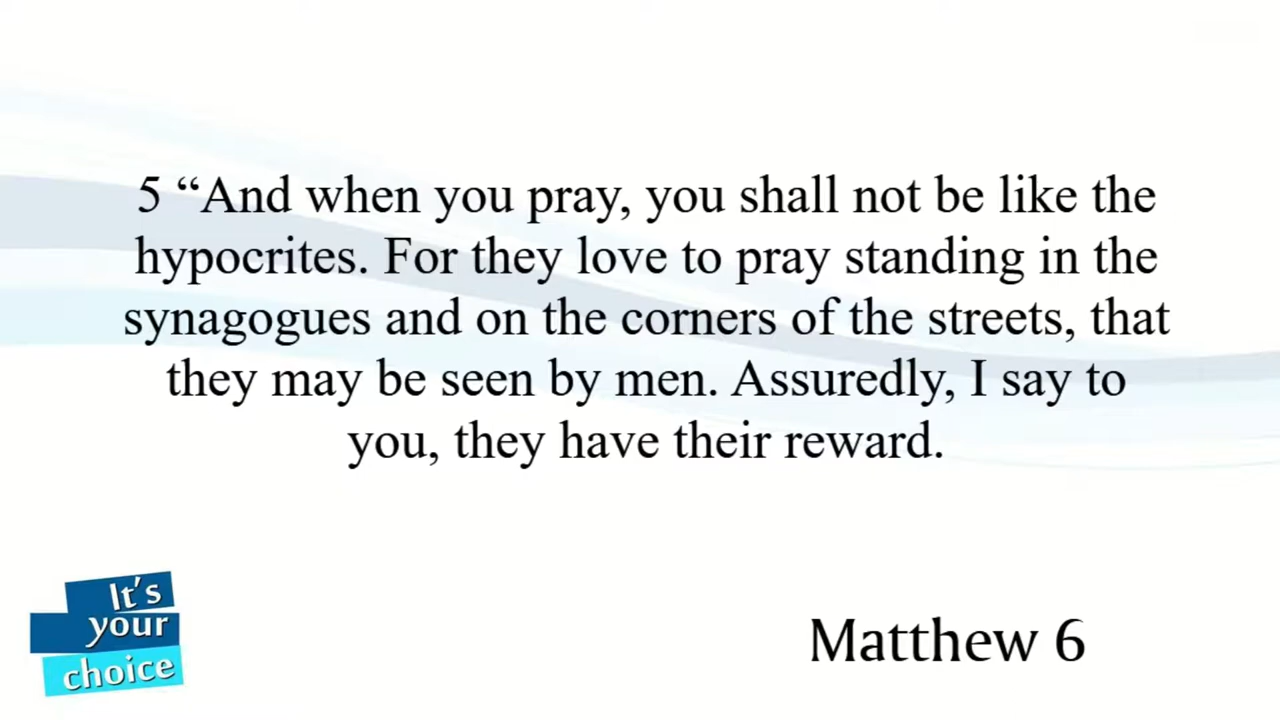 5 “And when you pray, you shall not be like the
hypocrites. For they love to pray standing in the
synagogues and on the corners of the streets, that
they may be seen by men. Assuredly, I say to
you, they have their reward.
It's
your
choice
Matthew 6